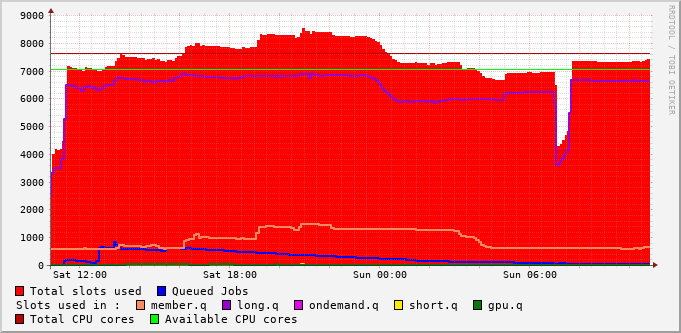 9000
8000
7000
6000
5000
4000
3000
2000
1000
0
Sat 12:00 Sat 18:00 Sun 00:00 Sun 06:00
RRDTOOL / TOBI OETIKER
Total slots used Queued Jobs
Slots used in : member.q long.q ondemand.q short.q gpu.q
Total CPU cores Available CPU cores